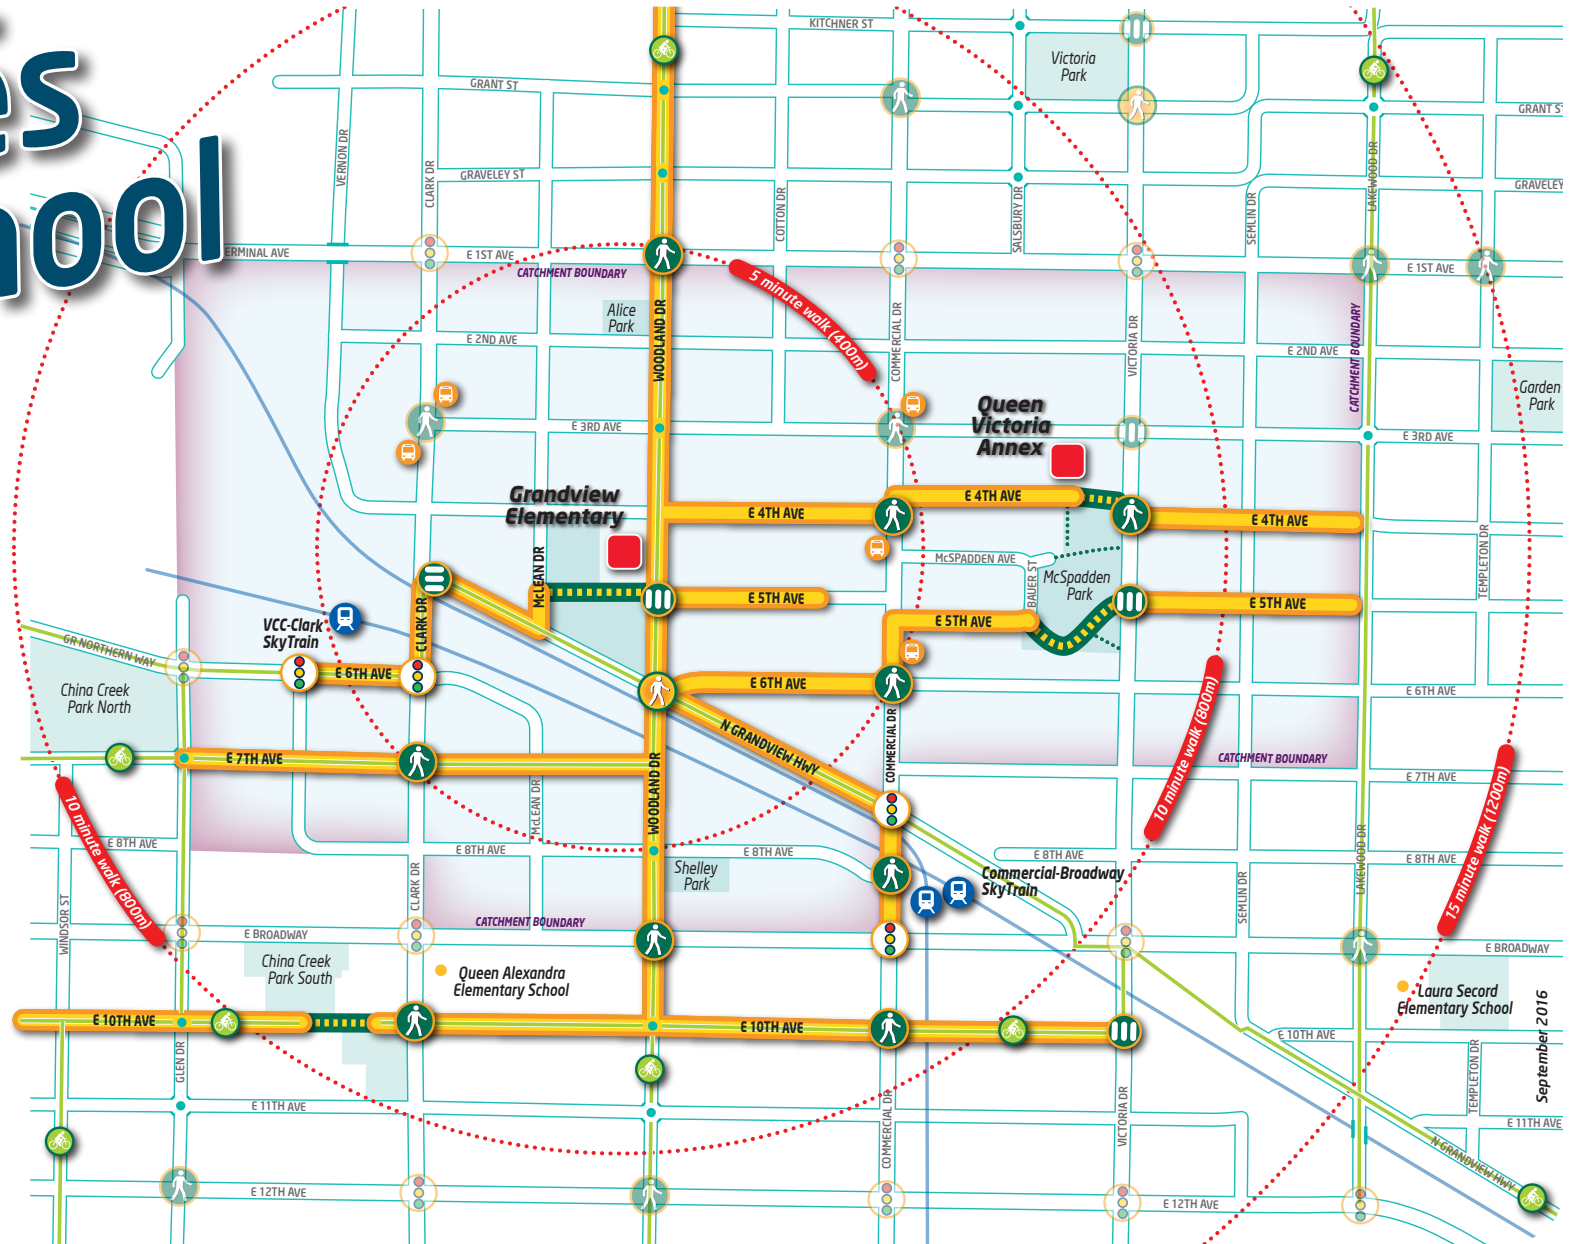 es
hool
KITCHNER ST
Victoria
Park
GRANT ST
GRANT S
VERNON DR
CLARK DR
GRAVELEY ST
GRAVELEY
COTTON DR
SALSBURY DR
SEMLIN DR
LAKEWOOD DR
ERMINAL AVE
E 1ST AVE
E 1ST AVE
CATCHMENT BOUNDARY
5 minute walk (400m)
Alice
Park
WOODLAND DR
COMMERCIAL DR
VICTORIA DR
CATCHMENT BOUNDARY
E 2ND AVE
E 2ND AVE
Garden
Park
E 3RD AVE
E 3RD AVE
Queen
Victoria
Annex
Grandview
Elementary
E 4TH AVE
E 4TH AVE
E 4TH AVE
McLEAN DR
McSPADDEN AVE
BAUER ST
McSpadden
Park
TEMPLETON DR
E 5TH AVE
E 5TH AVE
E 5TH AVE
VCC-Clark
SkyTrain
CLARK DR
GR NORTHERN WAY
E 6TH AVE
E 6TH AVE
E 6TH AVE
China Creek
Park North
N GRANDVIEW HWY
COMMERCIAL DR
10 minute walk (800m)
E 7TH AVE
E 7TH AVE
CATCHMENT BOUNDARY
WOODLAND DR
McLEAN DR
10 minute walk (800m)
15 minute walk (1200m)
E 8TH AVE
E 8TH AVE
E 8TH AVE
E 8TH AVE
E 8TH AVE
LAKEWOOD DR
Shelley
Park
Commercial-Broadway
SkyTrain
CLARK DR
SEMLIN DR
WINDSOR ST
CATCHMENT BOUNDARY
E BROADWAY
E BROADWAY
China Creek
Park South
Queen Alexandra
Elementary School
Laura Secord
Elementary School
September 2016
E 10TH AVE
E 10TH AVE
E 10TH AVE
GLEN DR
TEMPLETON DR
E 11TH AVE
E 11TH AVE
COMMERCIAL DR
VICTORIA DR
N GRANDVIEW HWY
E 12TH AVE
E 12TH AVE